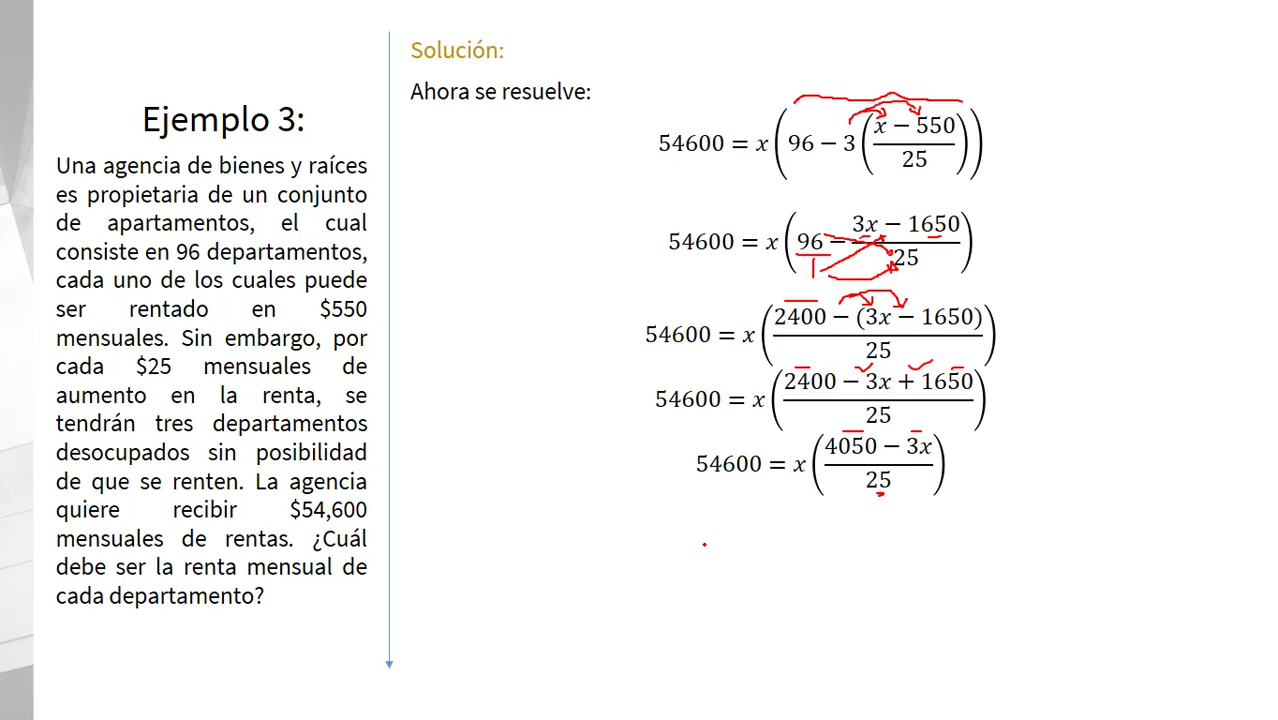 Ejemplo 3:
Una agencia de bienes y raíces
es propietaria de un conjunto
de apartamentos, el cual
consiste en 96 departamentos,
cada uno de los cuales puede
ser rentado en $550
mensuales. Sin embargo, por
cada $25 mensuales de
aumento en la renta, se
tendrán tres departamentos
desocupados sin posibilidad
de que se renten. La agencia
quiere recibir $54,600
mensuales de rentas. ¿Cuál
debe ser la renta mensual de
cada departamento?
Solución:
Ahora se resuelve:
54600 = x(96 − 3((x − 550)/25))
54600 = x(96 − (3x − 1650)/25)
1
54600 = x((2400 − (3x − 1650))/25)
54600 = x((2400 − 3x + 1650)/25)
54600 = x((4050 − 3x)/25)